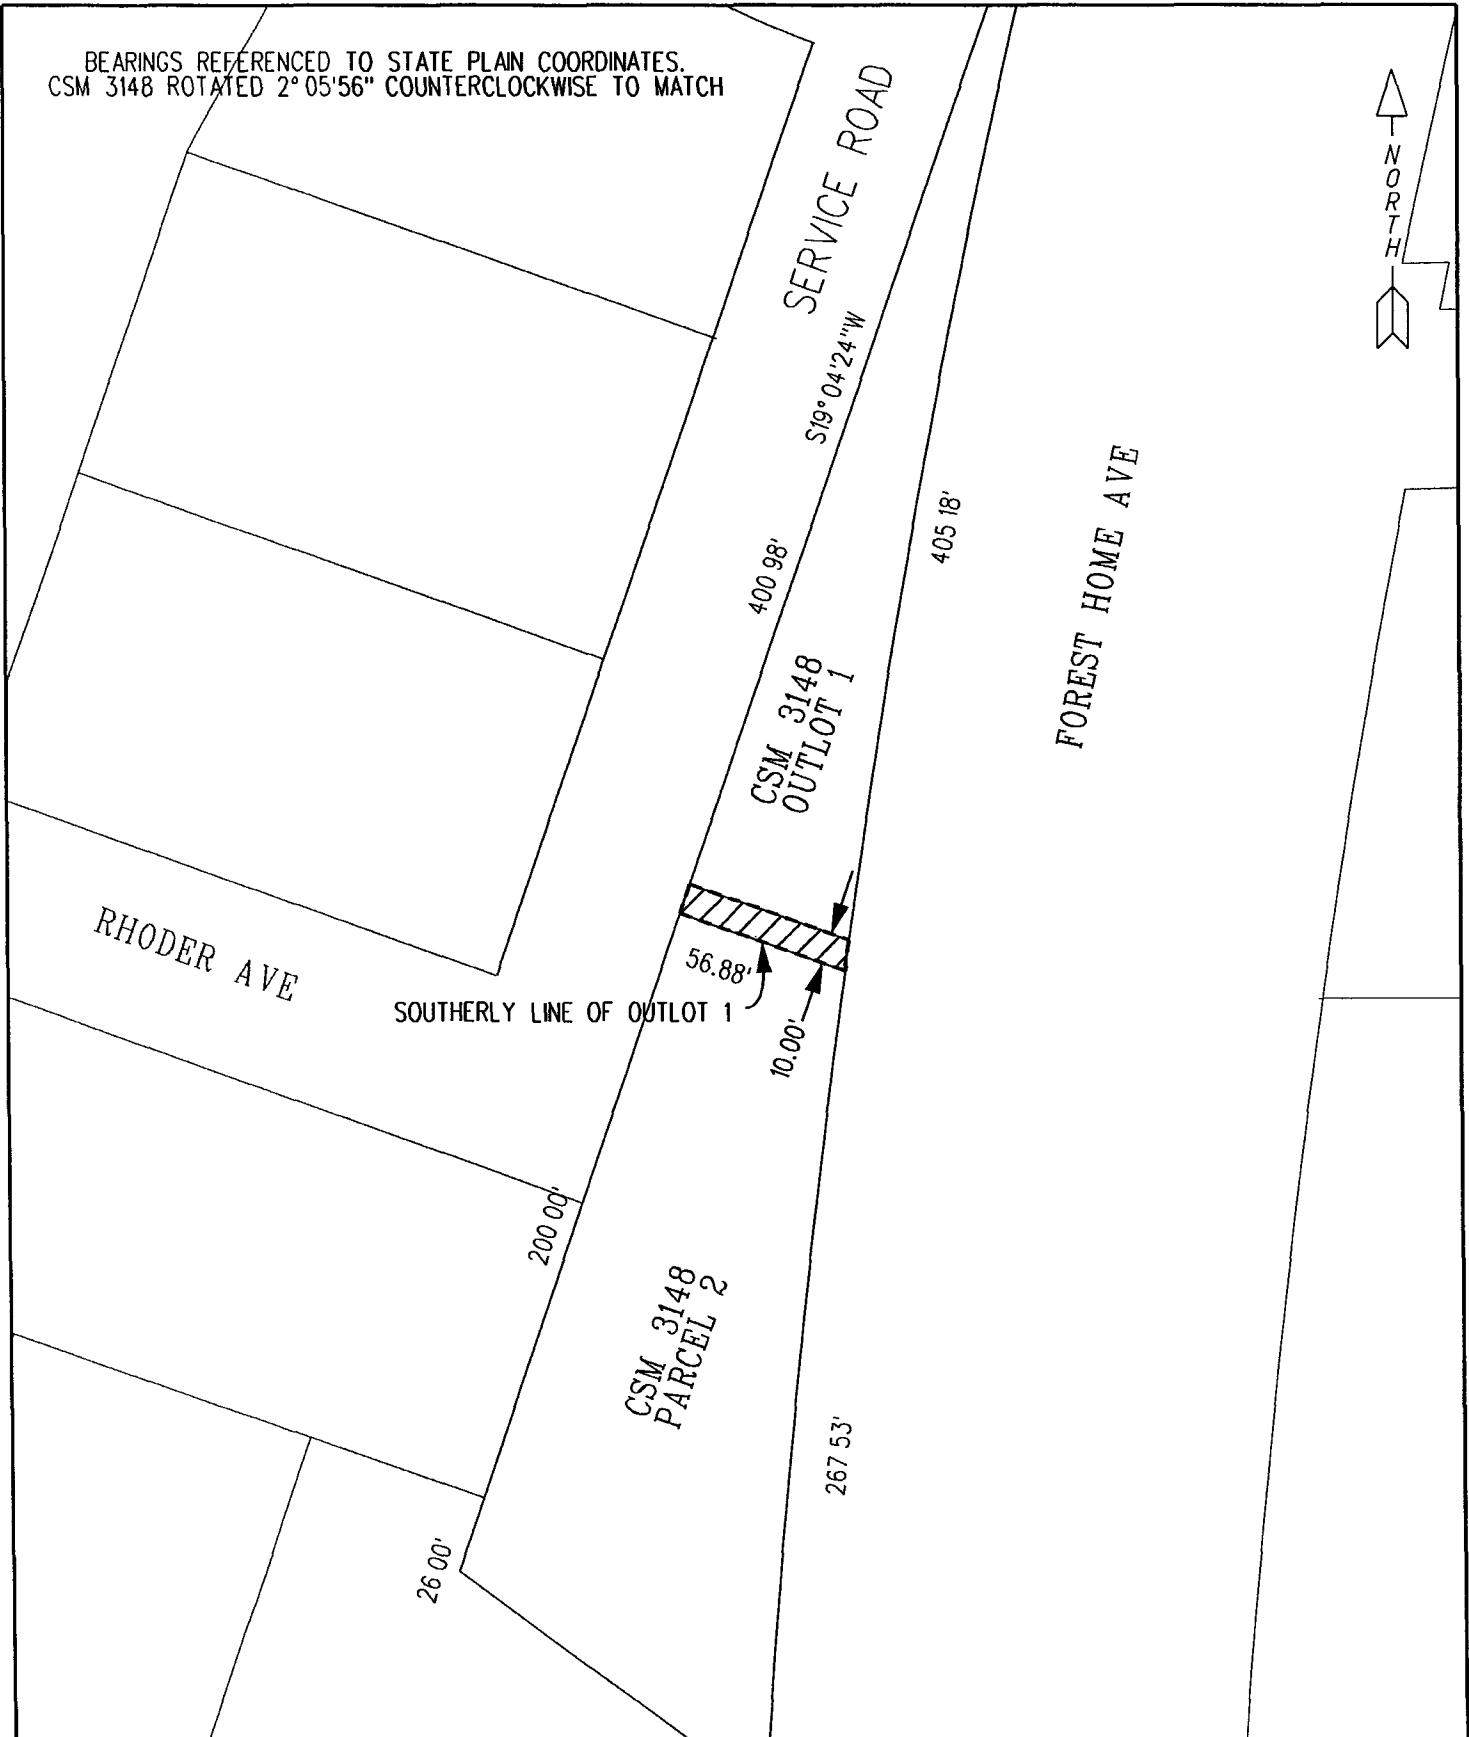 BEARINGS REFERENCED TO STATE PLAIN COORDINATES.
CSM 3148 ROTATED 2°05'56" COUNTERCLOCKWISE TO MATCH
NORTH
SERVICE ROAD
S19°04'24"W
400 98'
405 18'
FOREST HOME AVE
CSM 3148
OUTLOT 1
RHODER AVE
56.88'
SOUTHERLY LINE OF OUTLOT 1
10.00'
200 00'
CSM 3148
PARCEL 2
267 53'
26 00'